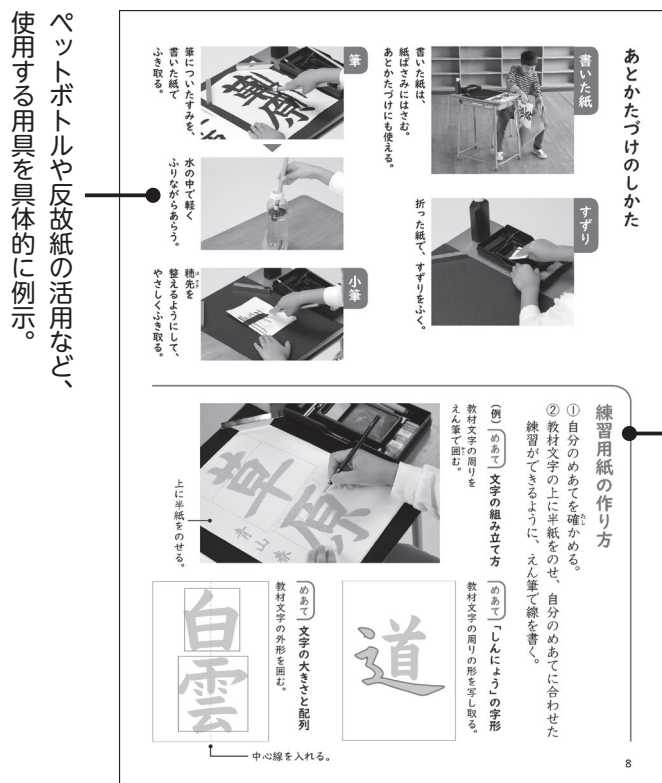 ペットボトルや反故紙の活用など、
使用する用具を具体的に例示。
あとかたづけのしかた
書いた紙
書いた紙は、
紙ばさみにはさむ。
あとかたづけにも使える。
すずり
折った紙で、すずりをふく。
筆
筆についたすみを、
書いた紙で
ふき取る。
水の中で軽く
ふりながらあらう。
小筆
穂先を
整えるようにして、
やさしくふき取る。
練習用紙の作り方
① 自分のめあてを確かめる。
② 教材文字の上に半紙をのせ、自分のめあてに合わせた
練習ができるように、えん筆で線を書く。
(例) めあて 文字の組み立て方
教材文字の周りを
えん筆で囲む。
草原
上に半紙をのせる。
めあて 「しんにょう」の字形
教材文字の周りの形を写し取る。
道
めあて 文字の大きさと配列
教材文字の外形を囲む。
白雲
中心線を入れる。
8